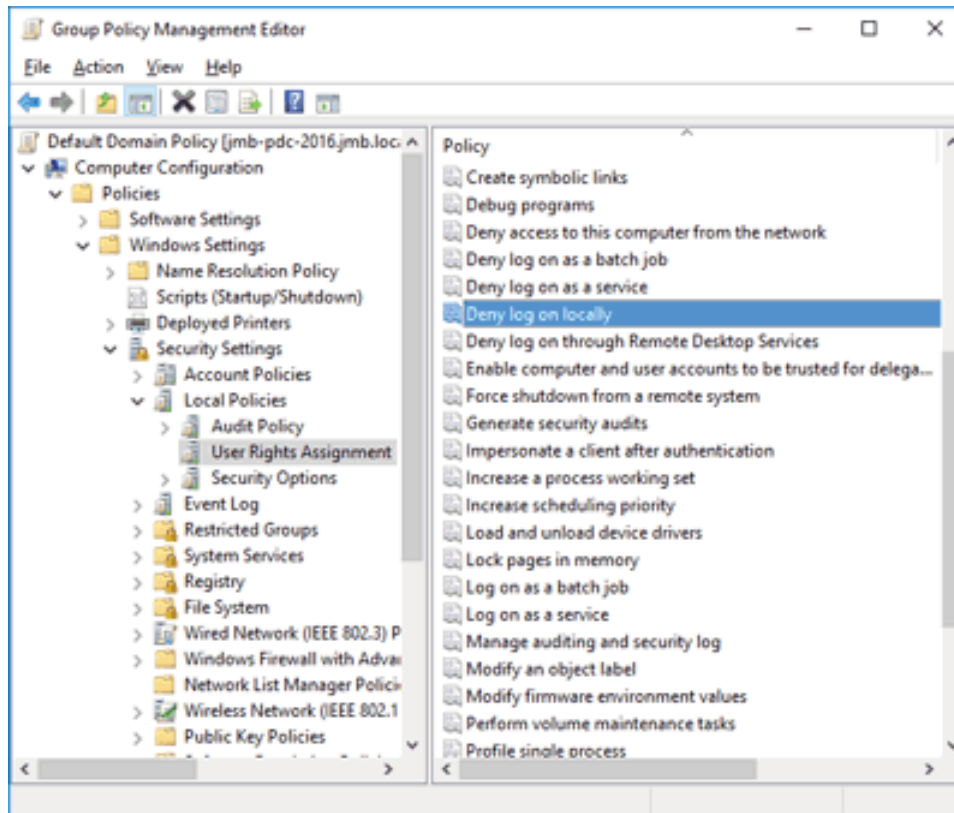 Group Policy Management Editor
File Action View Help
Default Domain Policy [jmb-pdc-2016.jmb.loc
Computer Configuration
Policies
Software Settings
Windows Settings
Name Resolution Policy
Scripts (Startup/Shutdown)
Deployed Printers
Security Settings
Account Policies
Local Policies
Audit Policy
User Rights Assignment
Security Options
Event Log
Restricted Groups
System Services
Registry
File System
Wired Network (IEEE 802.3) P
Windows Firewall with Advan
Network List Manager Polici
Wireless Network (IEEE 802.1
Public Key Policies
Policy
Create symbolic links
Debug programs
Deny access to this computer from the network
Deny log on as a batch job
Deny log on as a service
Deny log on locally
Deny log on through Remote Desktop Services
Enable computer and user accounts to be trusted for delega...
Force shutdown from a remote system
Generate security audits
Impersonate a client after authentication
Increase a process working set
Increase scheduling priority
Load and unload device drivers
Lock pages in memory
Log on as a batch job
Log on as a service
Manage auditing and security log
Modify an object label
Modify firmware environment values
Perform volume maintenance tasks
Profile single process